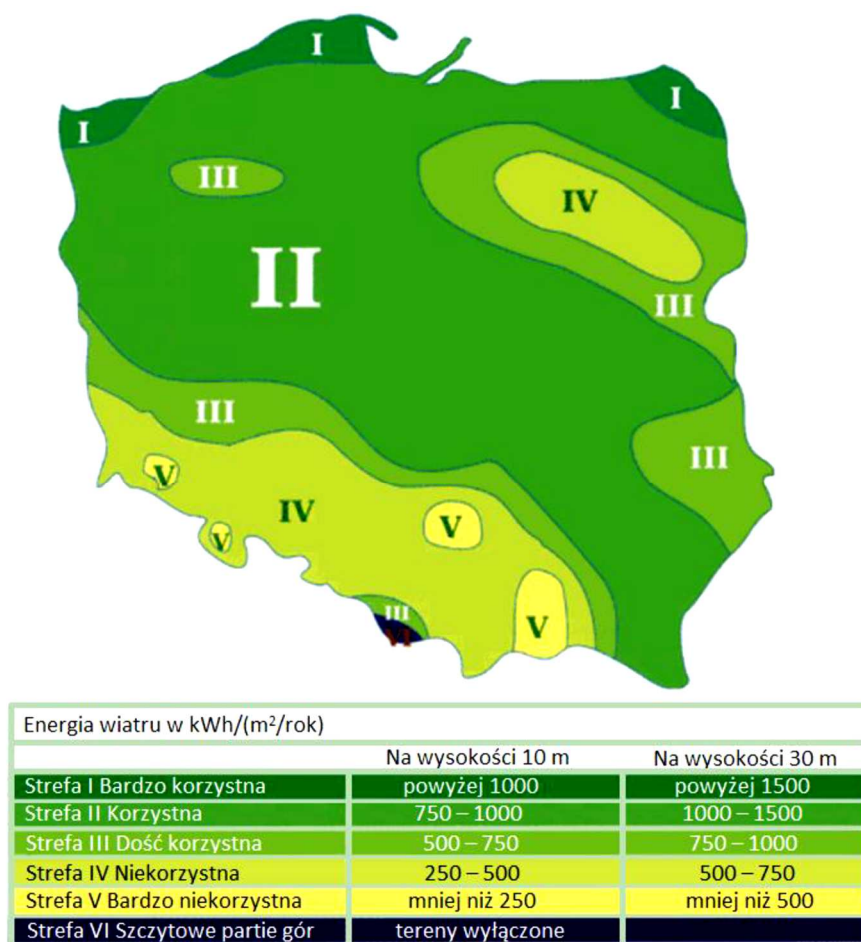 I
I
I
III
IV
II
III
III
III
V
IV
V
V
III
VI
V
Energia wiatru w kWh/(m²/rok)
Na wysokości 10 m Na wysokości 30 m
Strefa I Bardzo korzystna powyżej 1000 powyżej 1500
Strefa II Korzystna 750 – 1000 1000 – 1500
Strefa III Dość korzystna 500 – 750 750 – 1000
Strefa IV Niekorzystna 250 – 500 500 – 750
Strefa V Bardzo niekorzystna mniej niż 250 mniej niż 500
Strefa VI Szczytowe partie gór tereny wyłączone